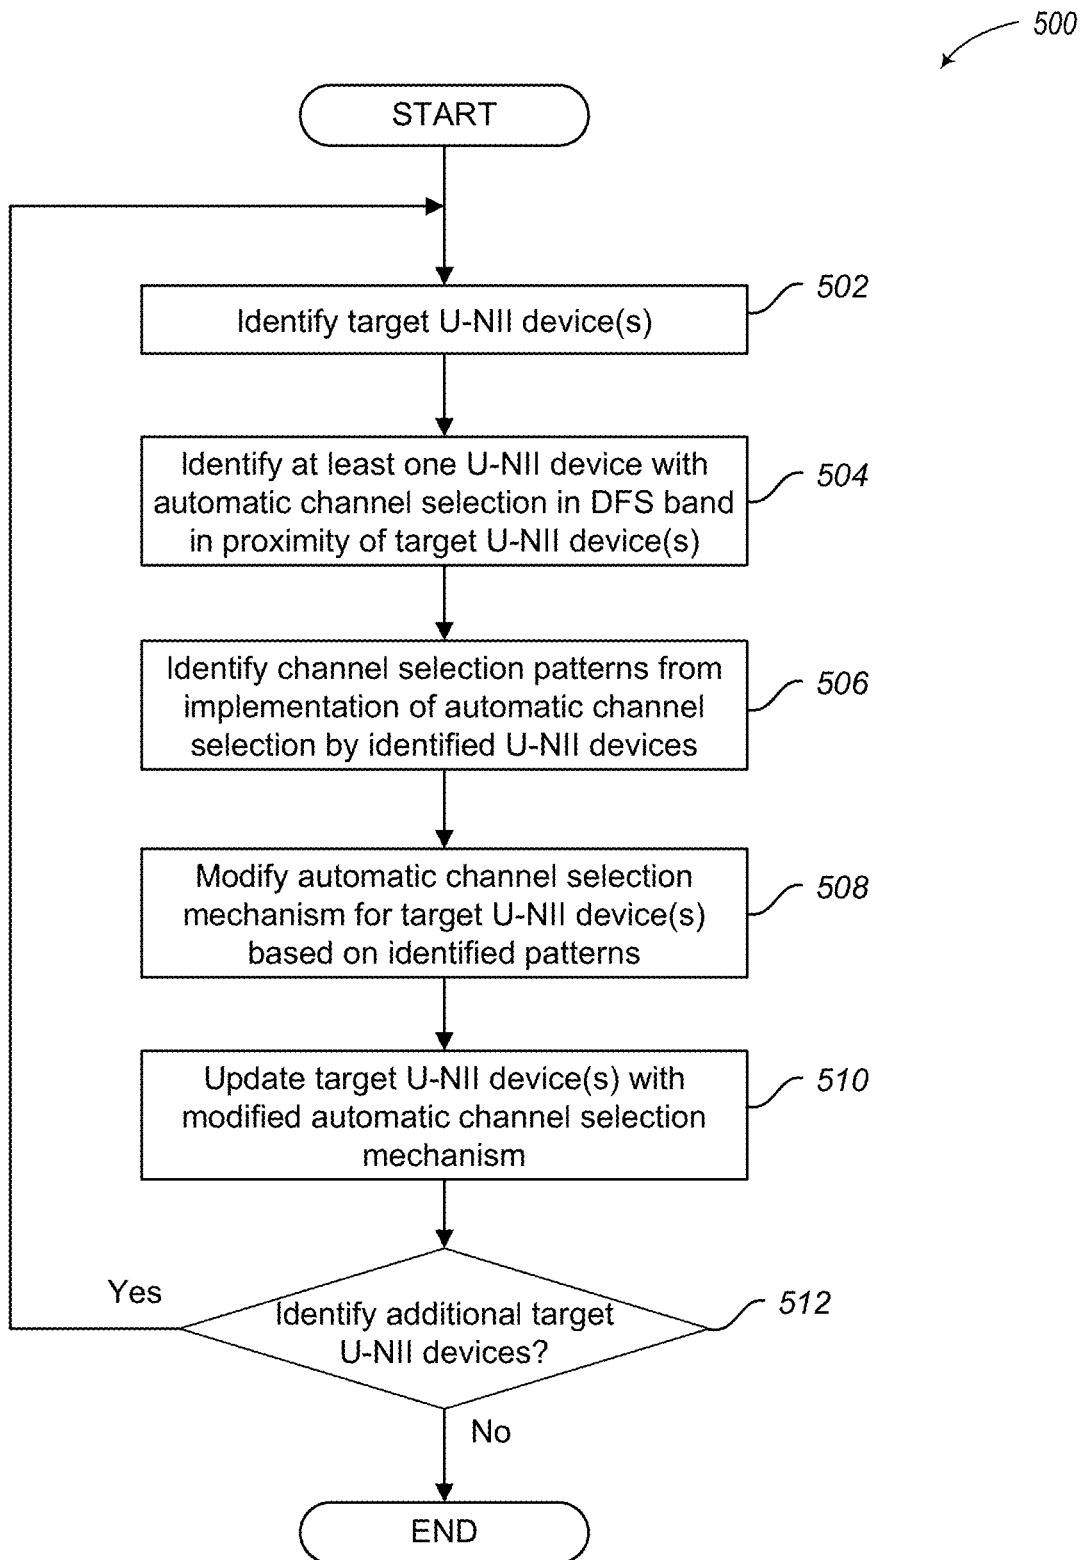 500
START
Identify target U-NII device(s)
502
Identify at least one U-NII device with
automatic channel selection in DFS band
in proximity of target U-NII device(s)
504
Identify channel selection patterns from
implementation of automatic channel
selection by identified U-NII devices
506
Modify automatic channel selection
mechanism for target U-NII device(s)
based on identified patterns
508
Update target U-NII device(s) with
modified automatic channel selection
mechanism
510
Yes
Identify additional target
U-NII devices?
512
No
END